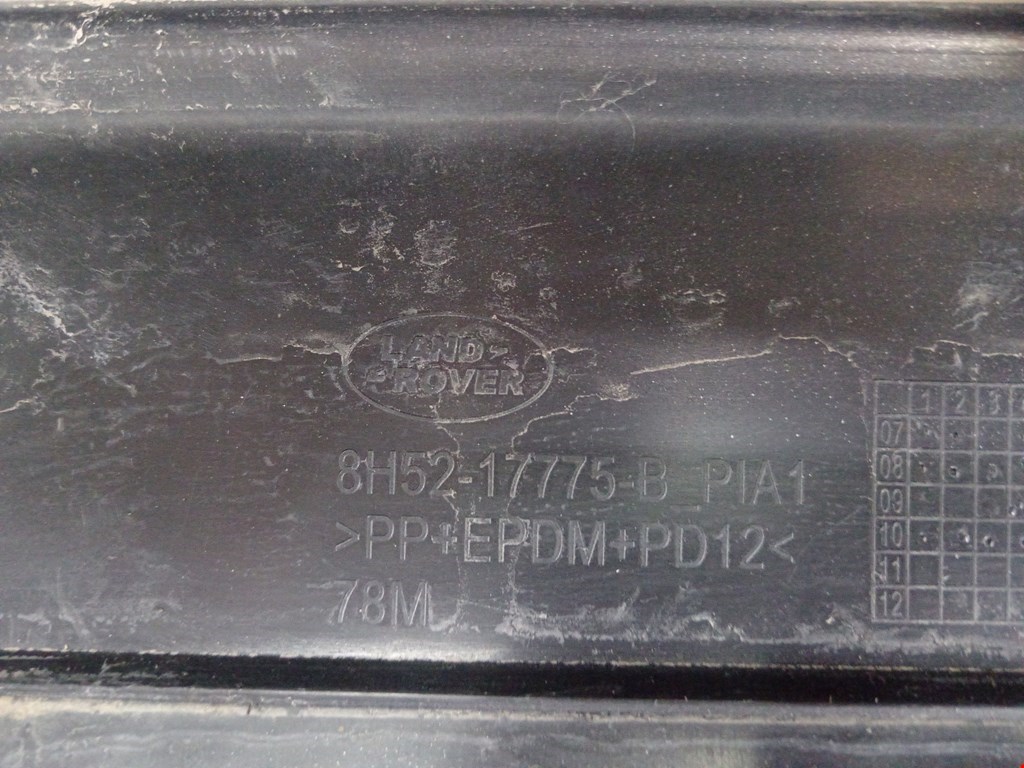 LAND
ROVER
8H52-17775-B_PIA1
>PP+EPDM+PD12<
78M
1 2 3
07
08
09
10
11
12